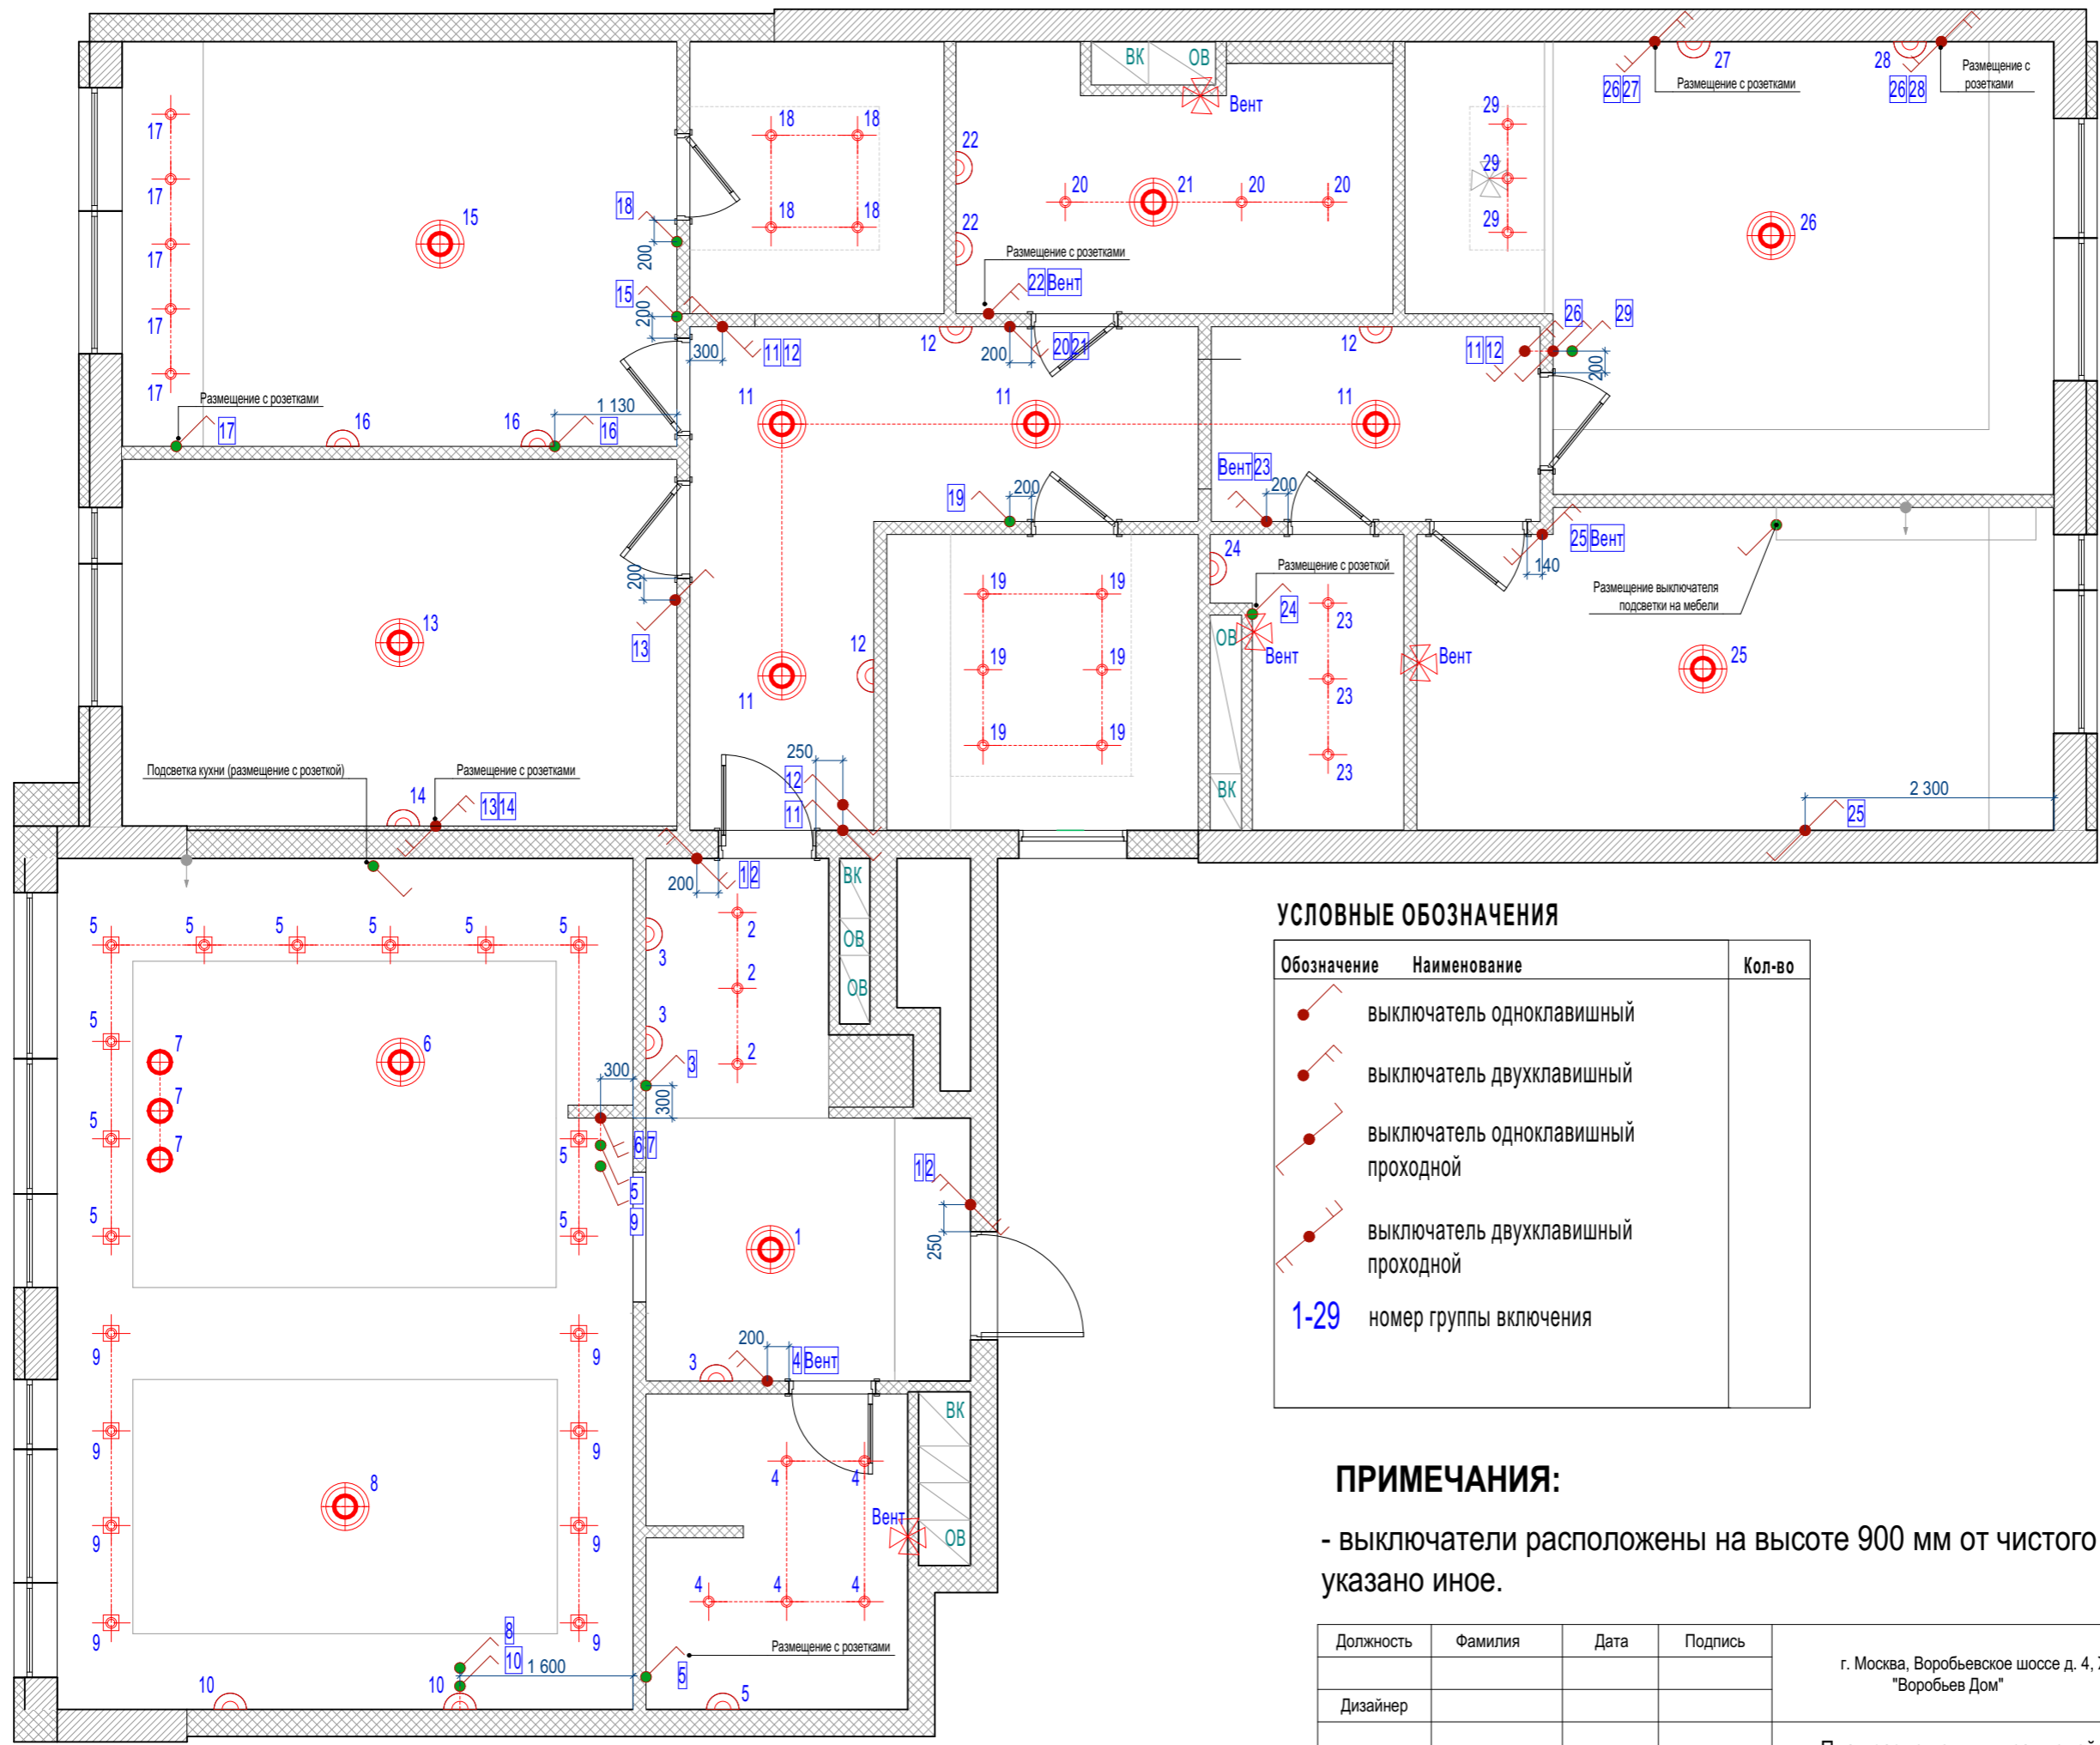 ВК
ОВ
Вент
27
28
Размещение с розетками
Размещение с
розетками
26 27
26 28
17
17
17
17
17
15
18
18
18
18
18
200
15
200
22
22
20
21
20
20
29
29
29
26
Размещение с розетками
22 Вент
300
11 12
12
200
20 21
12
11 12
26
29
200
Размещение с розетками
17
16
16
1 130
16
11
11
11
19
200
Вент 23
200
25 Вент
140
13
200
13
12
11
24
Размещение с розеткой
24
ОВ
Вент
Вент
23
23
23
ВК
19
19
19
19
19
19
Размещение выключателя
подсветки на мебели
25
2 300
25
Подсветка кухни (размещение с розеткой)
Размещение с розетками
14
13 14
250
12
11
200
1 2
ВК
ОВ
ОВ
5
5
5
5
5
5
5
5
5
5
5
7
7
7
6
3
3
3
2
2
2
300
300
6 7
5
9
1 2
250
1
200
3
4 Вент
9
9
9
9
9
9
9
9
8
8
10
1 600
10
10
4
4
4
4
4
Вент
ВК
ОВ
Размещение с розетками
5
5
УСЛОВНЫЕ ОБОЗНАЧЕНИЯ
Обозначение Наименование Кол-во
выключатель одноклавишный
выключатель двухклавишный
выключатель одноклавишный
проходной
выключатель двухклавишный
проходной
1-29 номер группы включения
ПРИМЕЧАНИЯ:
- выключатели расположены на высоте 900 мм от чистого
указано иное.
Должность Фамилия Дата Подпись
г. Москва, Воробьевское шоссе д. 4,
"Воробьев Дом"
Дизайнер